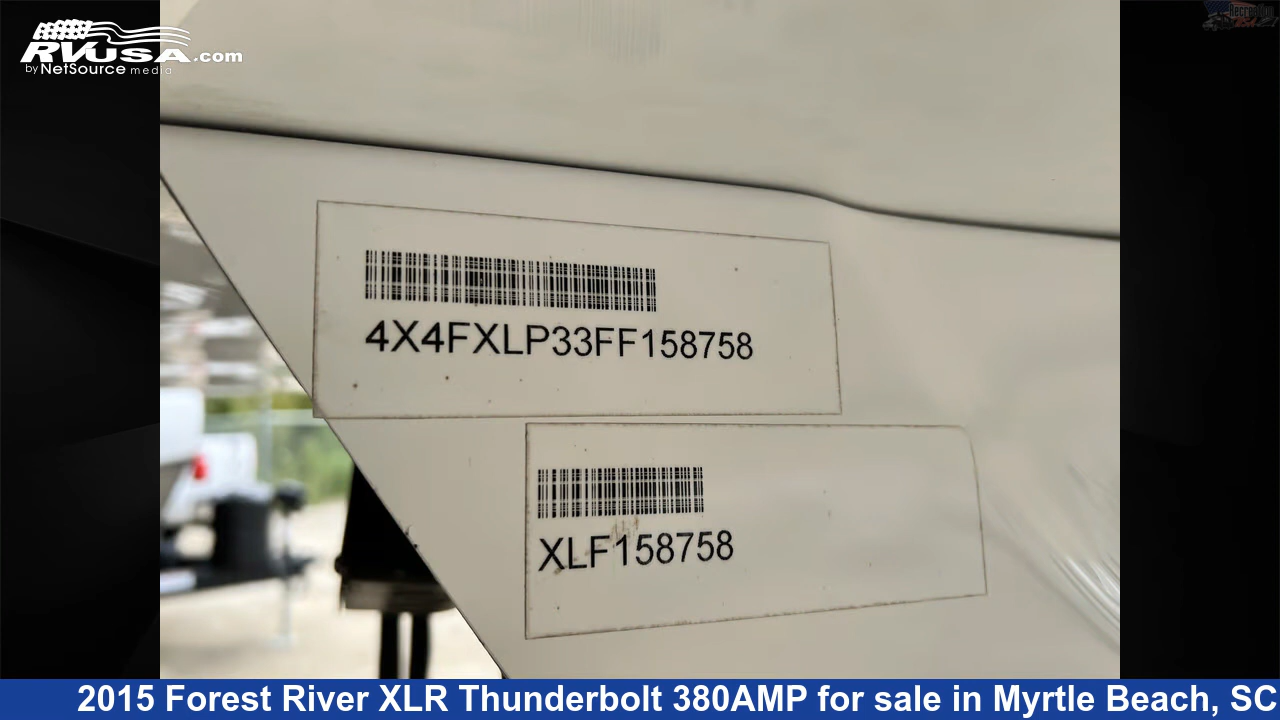 RVUSA.com
by NetSource media
Recreation
4X4FXLP33FF158758
XLF158758
2015 Forest River XLR Thunderbolt 380AMP for sale in Myrtle Beach, SC